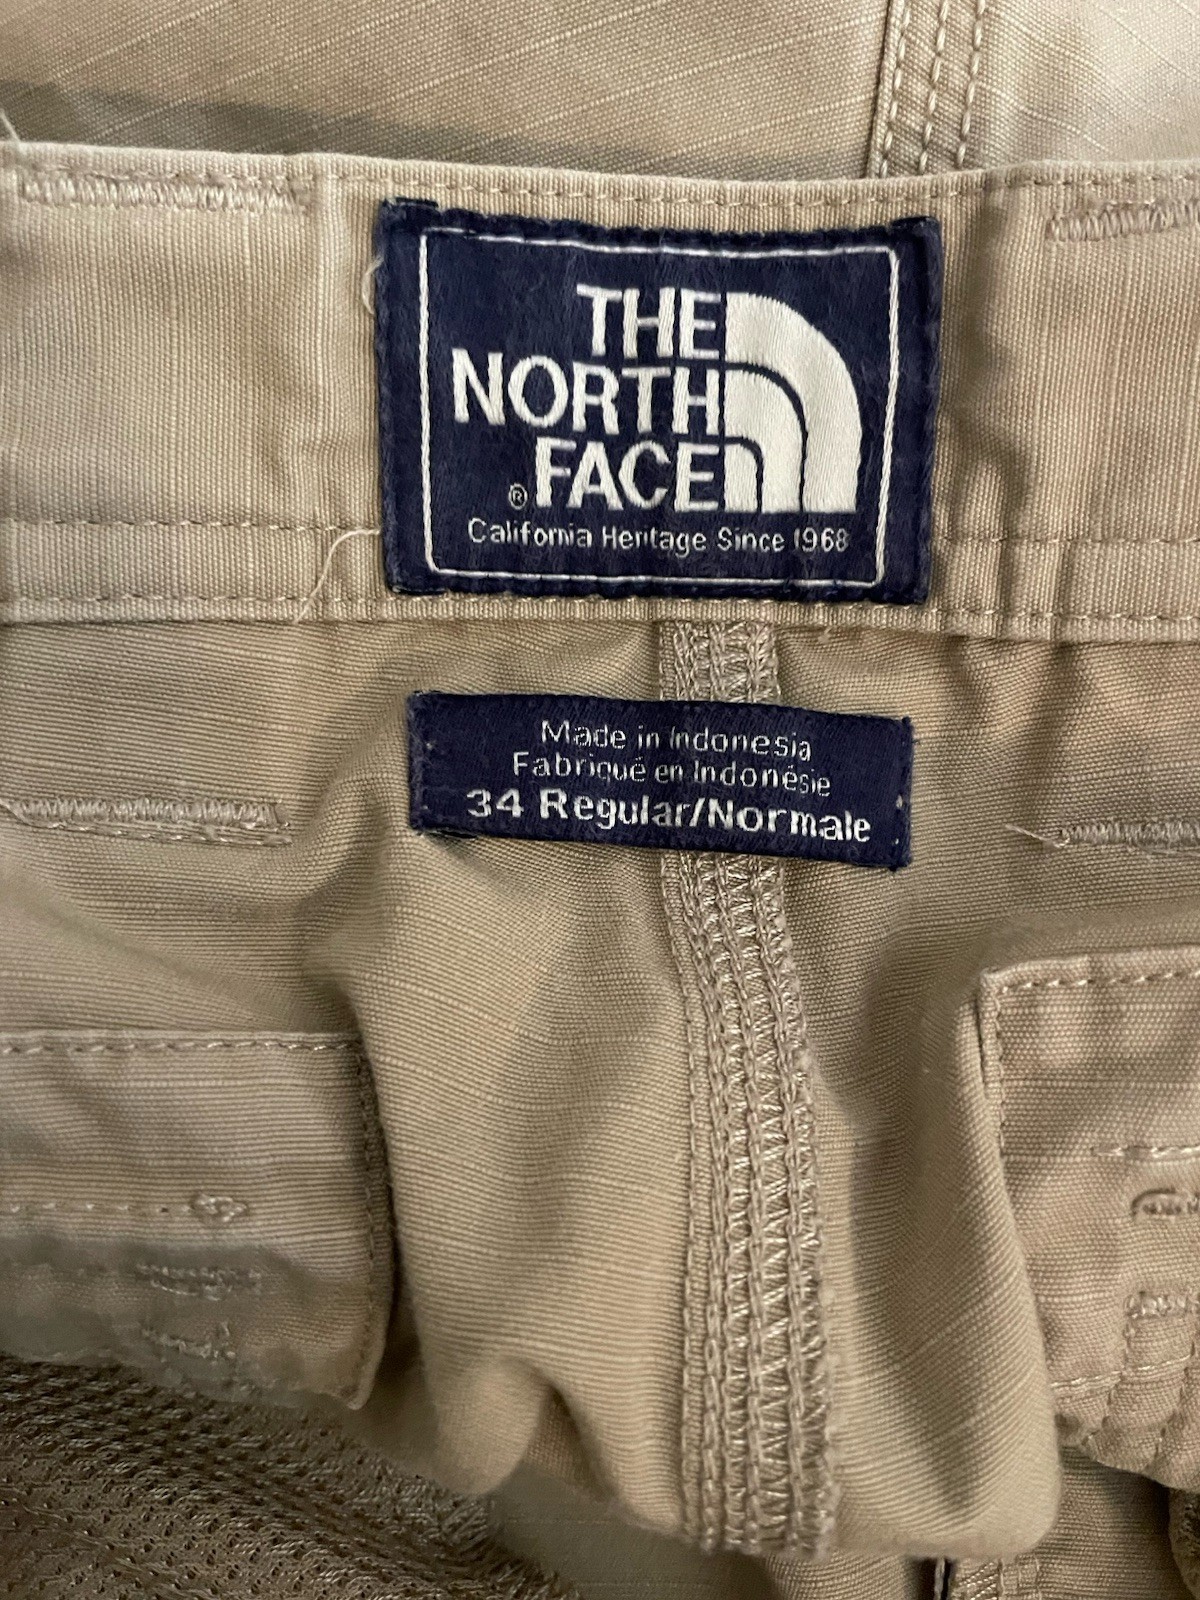 THE
NORTH
® FACE
California Heritage Since 1968
Made in Indonesia
Fabriqué en Indonésie
34 Regular/Normale